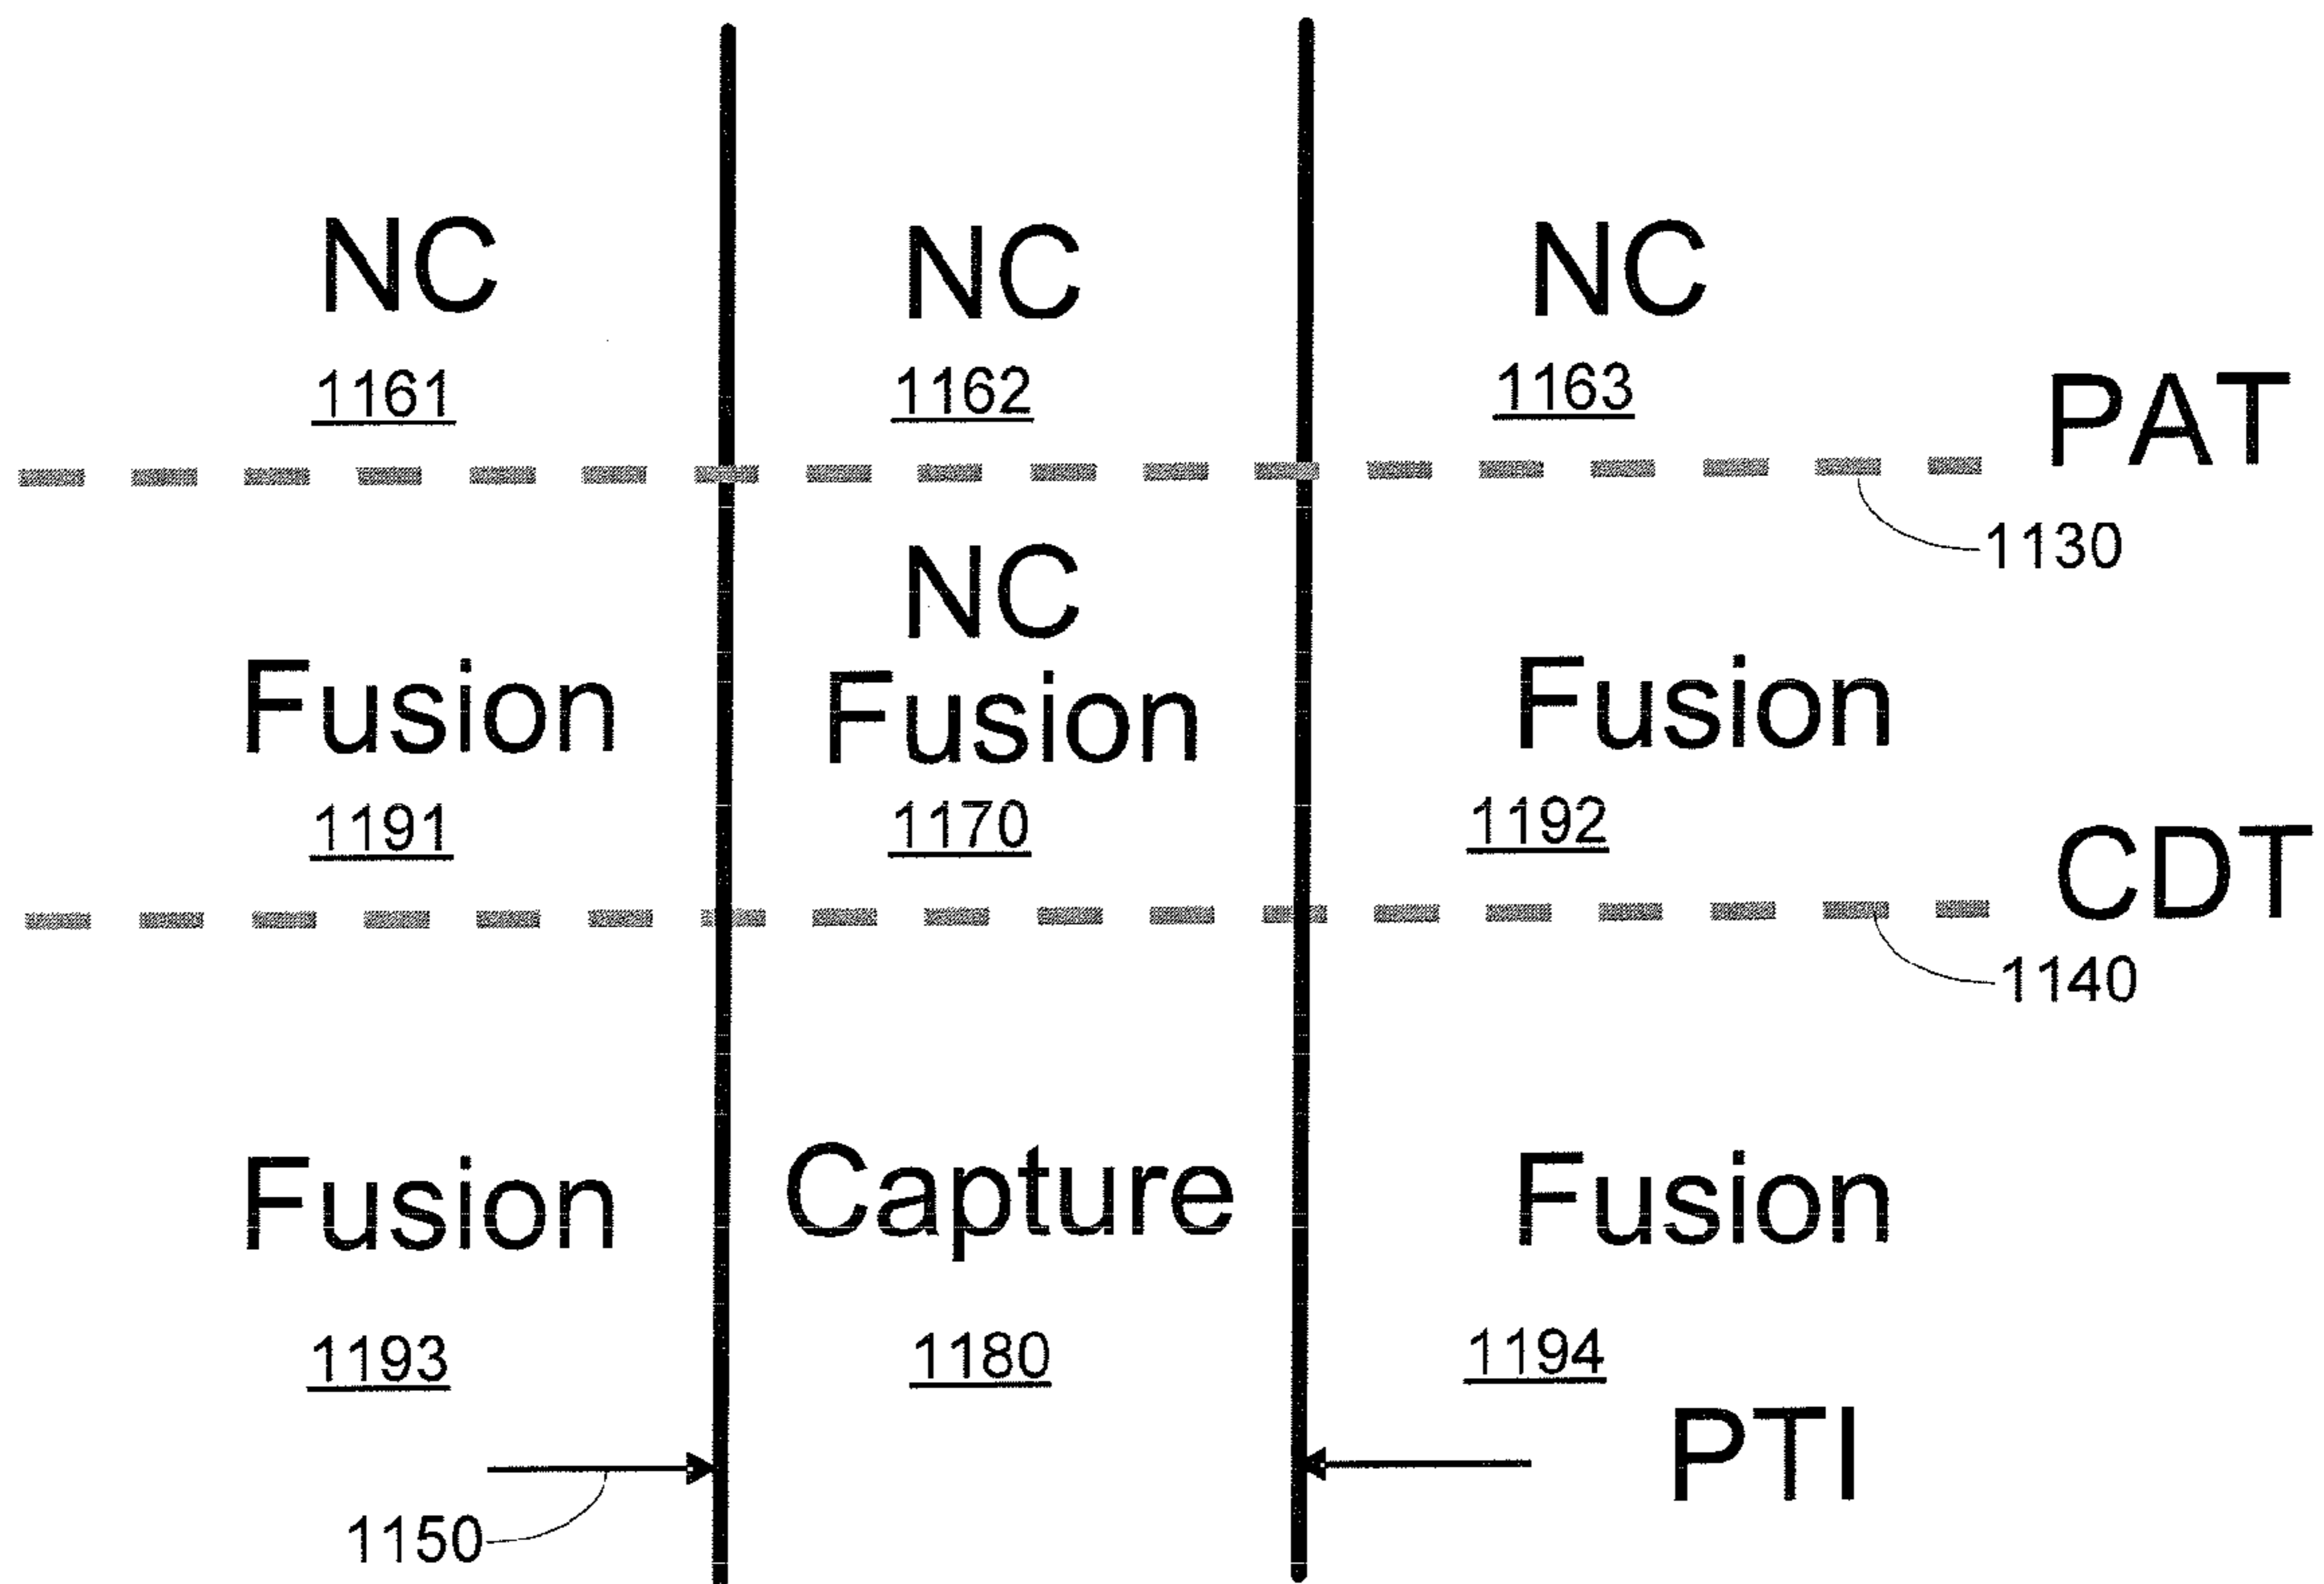 NC NC NC
1161 1162 1163
PAT
1130
NC
Fusion Fusion Fusion
1191 1170 1192
CDT
1140
Fusion Capture Fusion
1193 1180 1194
PTI
1150